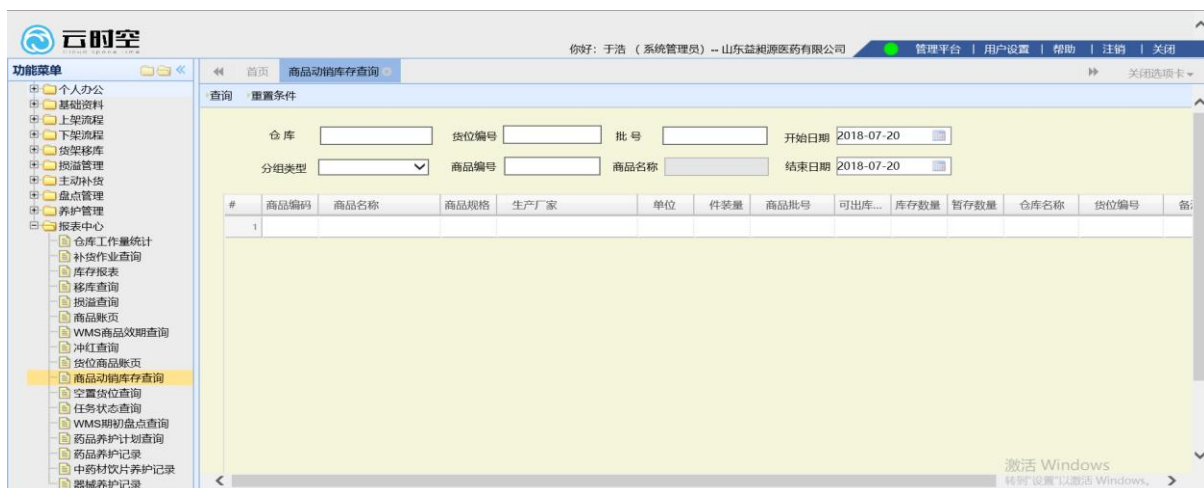 云时空
你好：于浩 （系统管理员）-- 山东益昶源医药有限公司 管理平台 | 用户设置 | 帮助 | 注销 | 关闭
功能菜单
首页 商品动销库存查询 关闭选项卡
个人办公
基础资料
上架流程
下架流程
货架移库
损溢管理
主动补货
盘点管理
养护管理
报表中心
仓库工作量统计
补货作业查询
库存报表
移库查询
损溢查询
商品账页
WMS商品效期查询
冲红查询
货位商品账页
商品动销库存查询
空置货位查询
任务状态查询
WMS期初盘点查询
药品养护计划查询
药品养护记录
中药材饮片养护记录
器械养护记录
查询 重置条件
仓 库 货位编号 批 号 开始日期 2018-07-20
分组类型 商品编号 商品名称 结束日期 2018-07-20
# 商品编码 商品名称 商品规格 生产厂家 单位 件装量 商品批号 可出库... 库存数量 暂存数量 仓库名称 货位编号
1
激活 Windows
转到"设置"以激活 Windows。